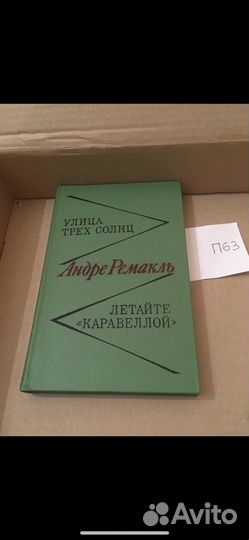 УЛИЦА
ТРЕХ СОЛНЦ
Андре Ремакль
ЛЕТАЙТЕ
«КАРАВЕЛЛОЙ»
П63
Avito